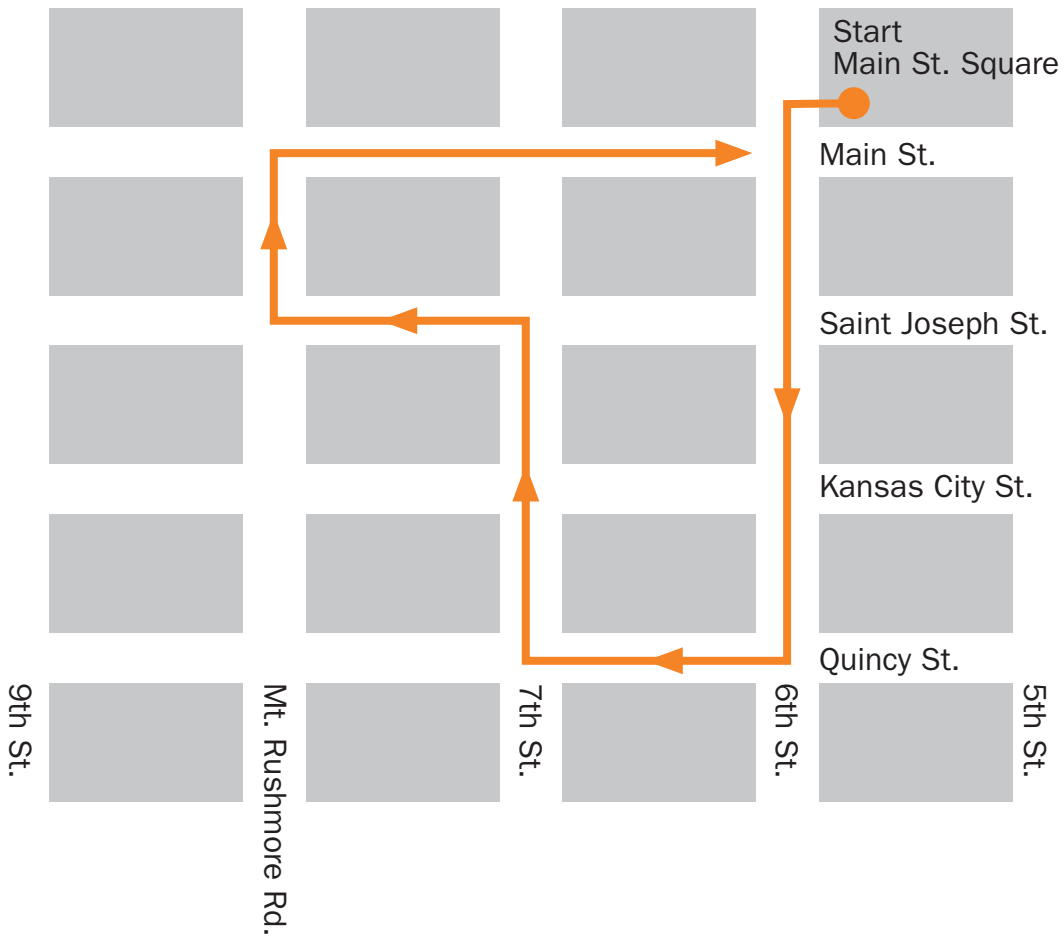 Start
Main St. Square
Main St.
Saint Joseph St.
Kansas City St.
Quincy St.
9th St.
Mt. Rushmore Rd.
7th St.
6th St.
5th St.